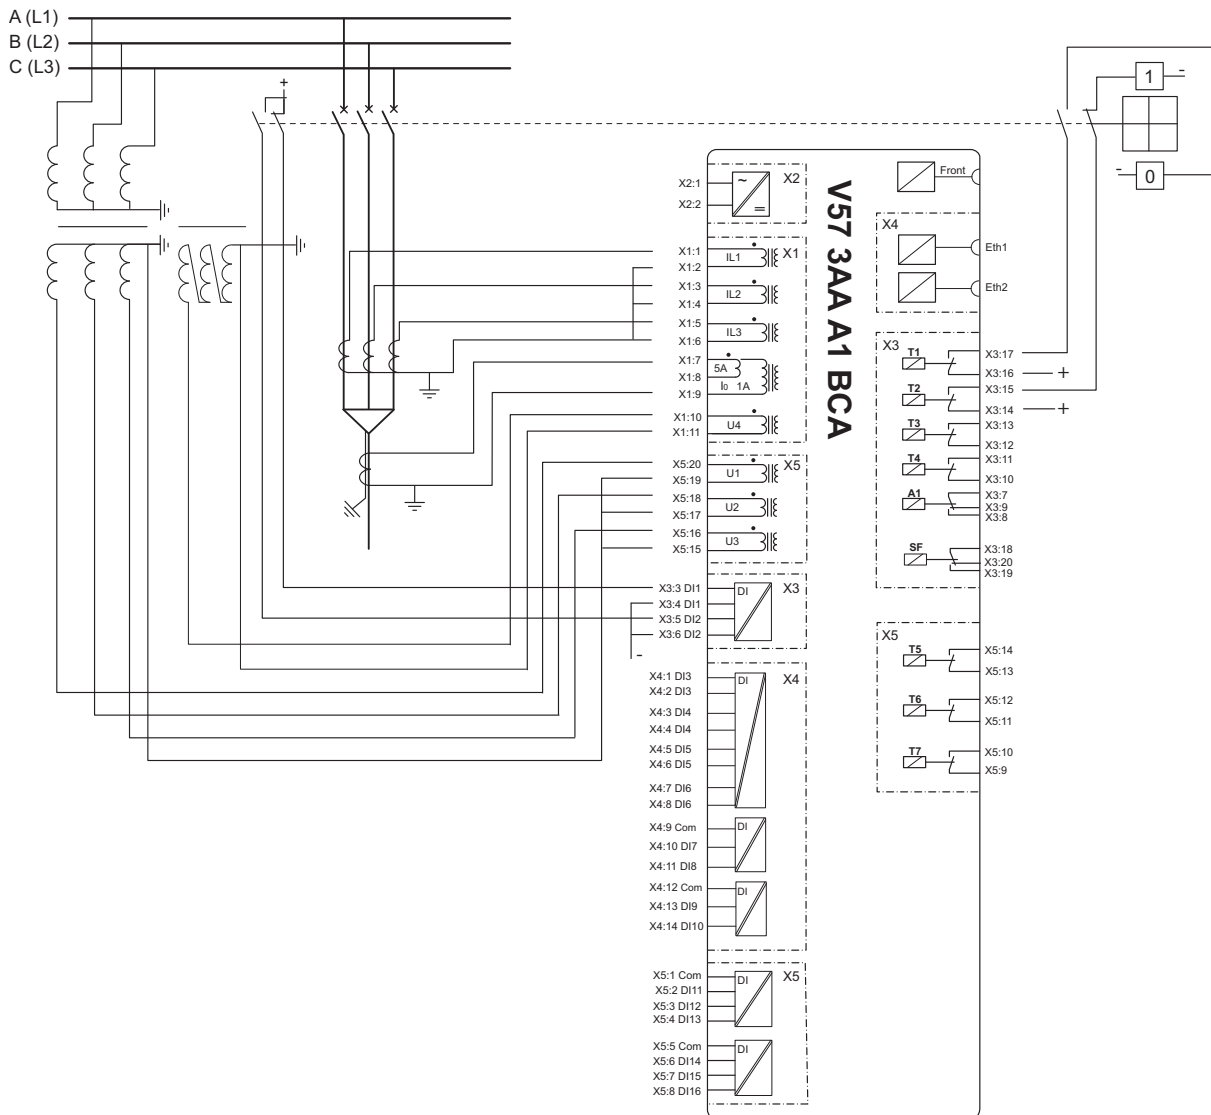 A (L1)
B (L2)
C (L3)
+
1
-
-
0
V57 3AA A1 BCA
X2:1
X2:2
~
=
X2
X1:1
X1:2
X1:3
X1:4
X1:5
X1:6
X1:7
X1:8
X1:9
X1:10
X1:11
IL1
IL2
IL3
5A
I0 1A
U4
X1
X5:20
X5:19
X5:18
X5:17
X5:16
X5:15
U1
U2
U3
X5
X3:3 DI1
X3:4 DI1
X3:5 DI2
X3:6 DI2
-
DI
X3
X4:1 DI3
X4:2 DI3
X4:3 DI4
X4:4 DI4
X4:5 DI5
X4:6 DI5
X4:7 DI6
X4:8 DI6
DI
X4
X4:9 Com
X4:10 DI7
X4:11 DI8
DI
X4:12 Com
X4:13 DI9
X4:14 DI10
DI
X5:1 Com
X5:2 DI11
X5:3 DI12
X5:4 DI13
DI
X5
X5:5 Com
X5:6 DI14
X5:7 DI15
X5:8 DI16
DI
Front
X4
Eth1
Eth2
X3
T1
X3:17
X3:16
+
T2
X3:15
X3:14
+
T3
X3:13
X3:12
T4
X3:11
X3:10
A1
X3:7
X3:9
X3:8
SF
X3:18
X3:20
X3:19
X5
T5
X5:14
X5:13
T6
X5:12
X5:11
T7
X5:10
X5:9